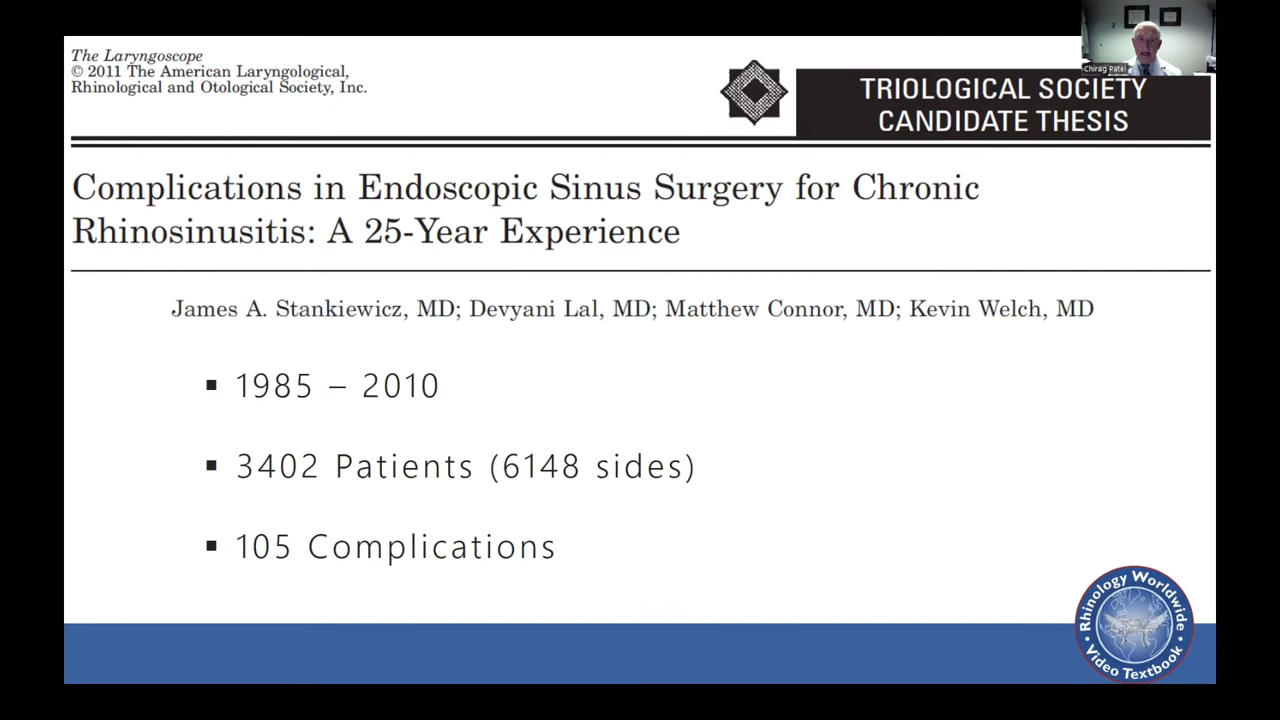 The Laryngoscope
© 2011 The American Laryngological,
Rhinological and Otological Society, Inc.
Chirag Patel
TRIOLOGICAL SOCIETY
CANDIDATE THESIS
Complications in Endoscopic Sinus Surgery for Chronic
Rhinosinusitis: A 25-Year Experience
James A. Stankiewicz, MD; Devyani Lal, MD; Matthew Connor, MD; Kevin Welch, MD
▪ 1985 – 2010
▪ 3402 Patients (6148 sides)
▪ 105 Complications
Rhinology Worldwide
• Video Textbook •